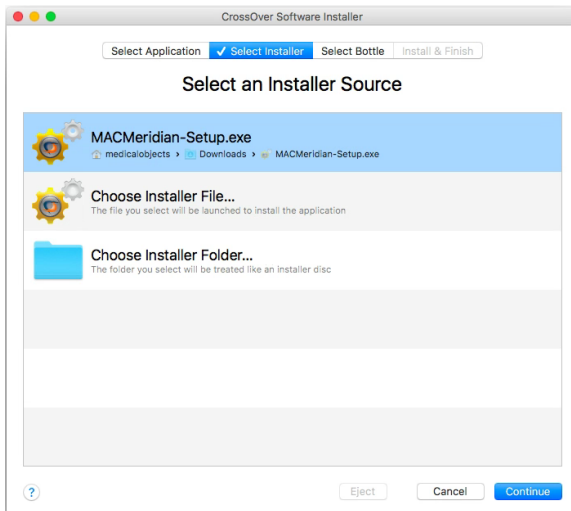 CrossOver Software Installer
Select Application ✓ Select Installer Select Bottle Install & Finish
Select an Installer Source
MACMeridian-Setup.exe
medicalobjects › Downloads › MACMeridian-Setup.exe
Choose Installer File...
The file you select will be launched to install the application
Choose Installer Folder...
The folder you select will be treated like an installer disc
? Eject Cancel Continue